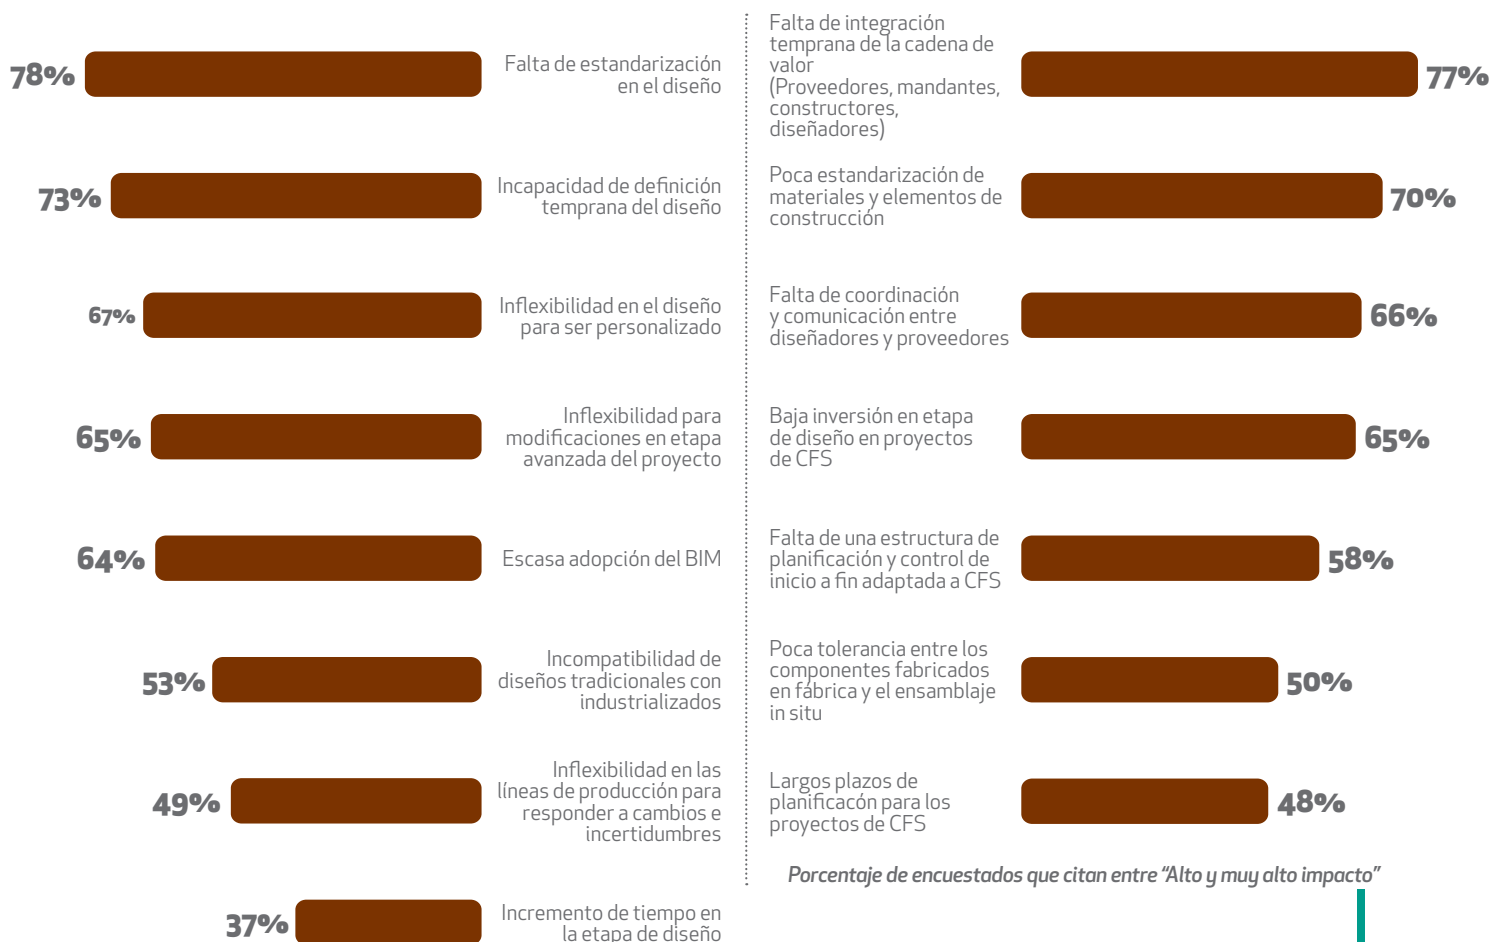 78%
Falta de estandarización
en el diseño
73%
Incapacidad de definición
temprana del diseño
67%
Inflexibilidad en el diseño
para ser personalizado
65%
Inflexibilidad para
modificaciones en etapa
avanzada del proyecto
64%
Escasa adopción del BIM
53%
Incompatibilidad de
diseños tradicionales con
industrializados
49%
Inflexibilidad en las
líneas de producción para
responder a cambios e
incertidumbres
37%
Incremento de tiempo en
la etapa de diseño
Falta de integración
temprana de la cadena de
valor
(Proveedores, mandantes,
constructores,
diseñadores)
77%
Poca estandarización de
materiales y elementos de
construcción
70%
Falta de coordinación
y comunicación entre
diseñadores y proveedores
66%
Baja inversión en etapa
de diseño en proyectos
de CFS
65%
Falta de una estructura de
planificación y control de
inicio a fin adaptada a CFS
58%
Poca tolerancia entre los
componentes fabricados
en fábrica y el ensamblaje
in situ
50%
Largos plazos de
planificacón para los
proyectos de CFS
48%
Porcentaje de encuestados que citan entre “Alto y muy alto impacto”